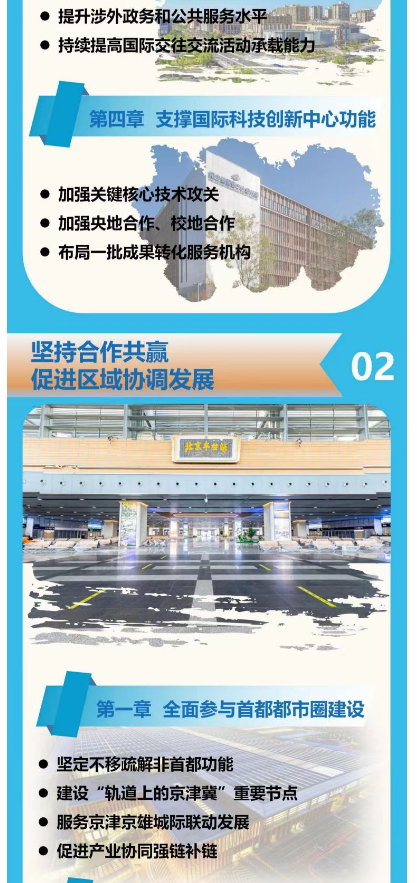 ● 提升涉外政务和公共服务水平
● 持续提高国际交往交流活动承载能力
第四章 支撑国际科技创新中心功能
● 加强关键核心技术攻关
● 加强央地合作、校地合作
● 布局一批成果转化服务机构
坚持合作共赢
促进区域协调发展
02
北京丰台站
第一章 全面参与首都都市圈建设
● 坚定不移疏解非首都功能
● 建设“轨道上的京津冀”重要节点
● 服务京津京雄城际联动发展
● 促进产业协同强链补链